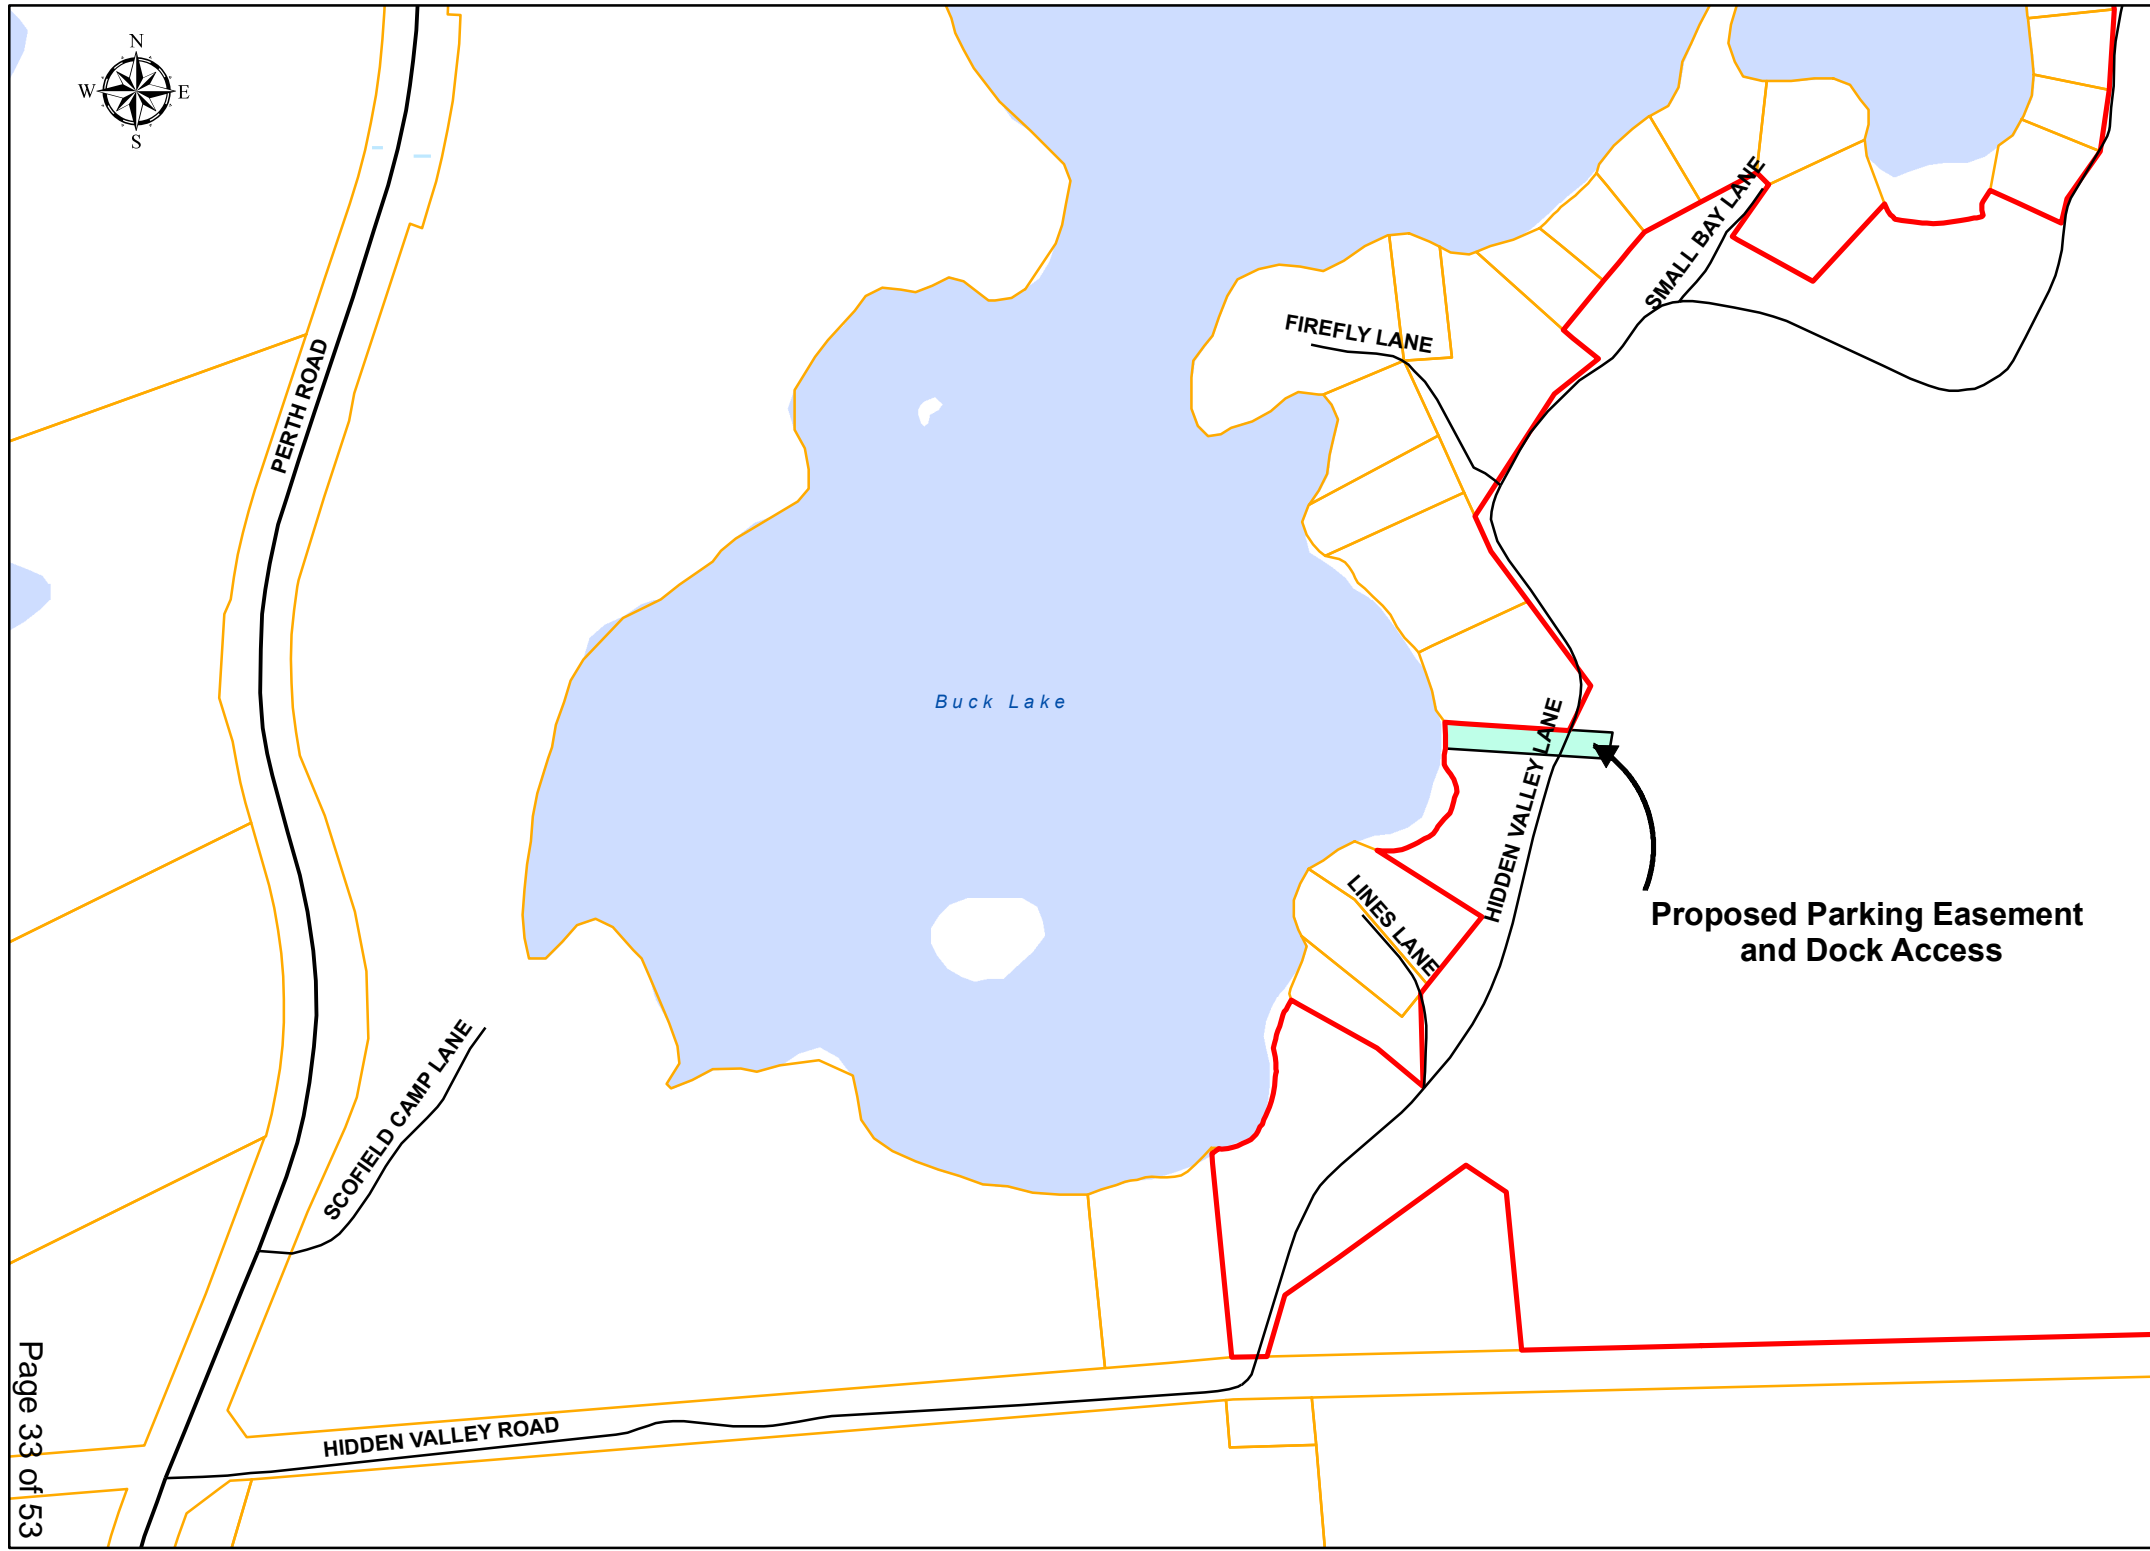 N
W E
S
SMALL BAY LANE
FIREFLY LANE
PERTH ROAD
Buck Lake
HIDDEN VALLEY LANE
LINES LANE
Proposed Parking Easement
and Dock Access
SCOFIELD CAMP LANE
HIDDEN VALLEY ROAD
Page 33 of 53